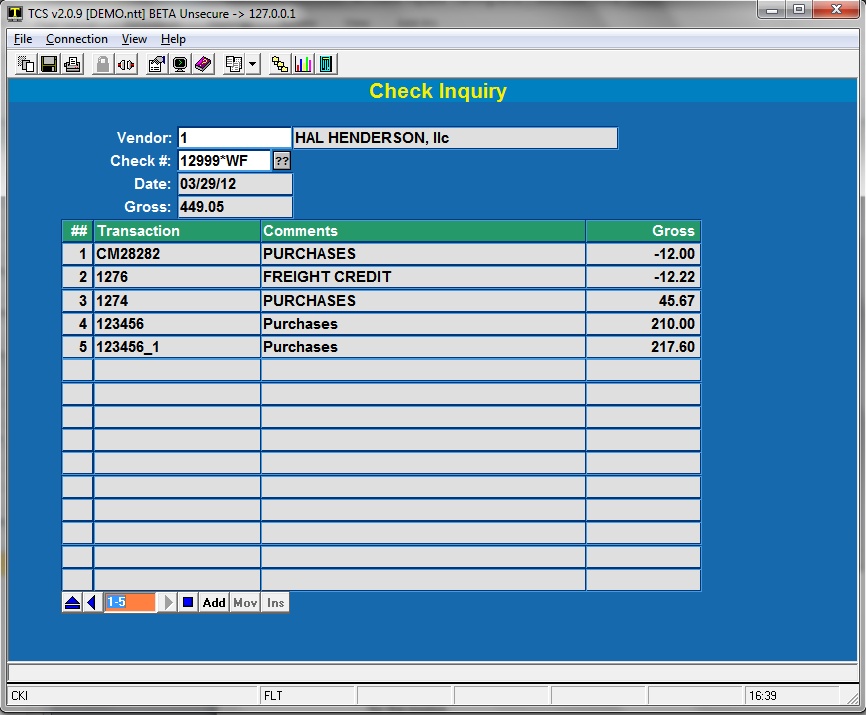 TCS v2.0.9 [DEMO.ntt] BETA Unsecure -> 127.0.0.1
File Connection View Help
Check Inquiry
Vendor: 1 HAL HENDERSON, llc
Check #: 12999*WF ??
Date: 03/29/12
Gross: 449.05
## Transaction Comments Gross
1 CM28282 PURCHASES -12.00
2 1276 FREIGHT CREDIT -12.22
3 1274 PURCHASES 45.67
4 123456 Purchases 210.00
5 123456_1 Purchases 217.60
1-5 Add Mov Ins
CKI FLT 16:39